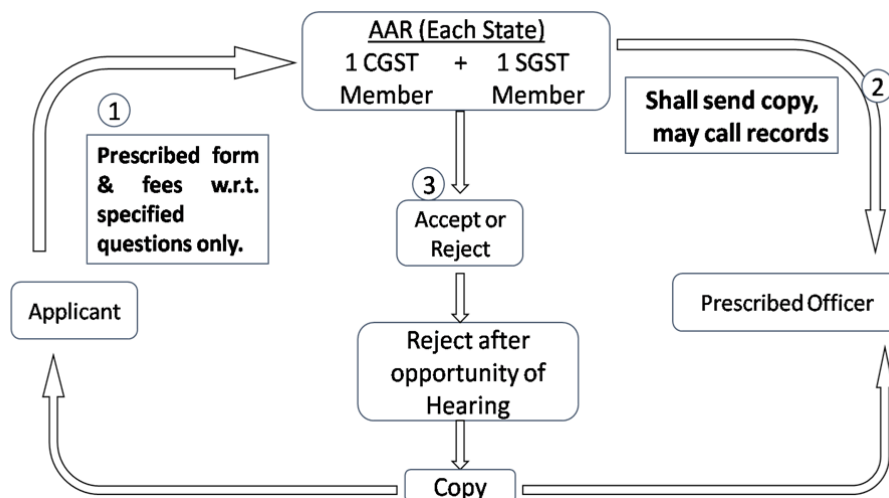 AAR (Each State)
1 CGST + 1 SGST
Member Member
1
Prescribed form
& fees w.r.t.
specified
questions only.
2
Shall send copy,
may call records
3
Accept or
Reject
Applicant
Prescribed Officer
Reject after
opportunity of
Hearing
Copy